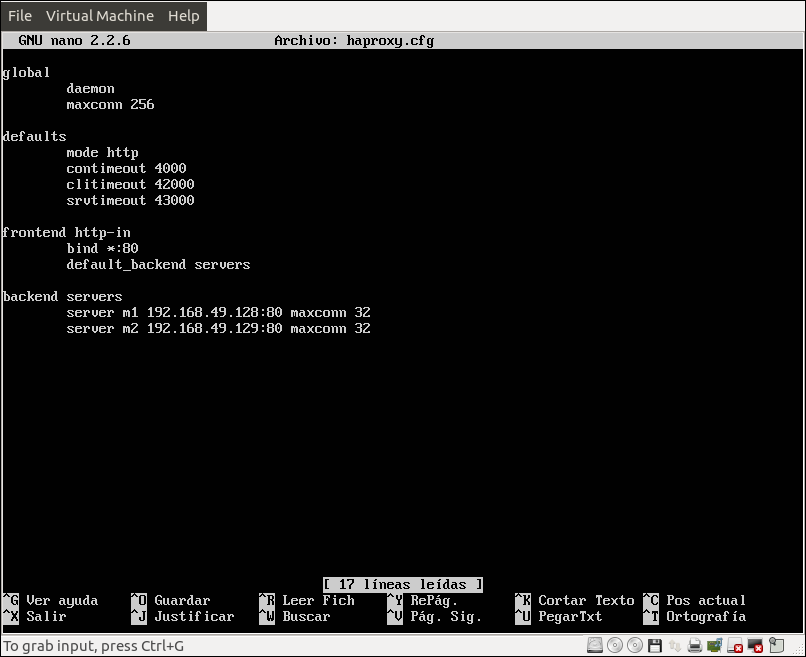 File Virtual Machine Help
GNU nano 2.2.6 Archivo: haproxy.cfg
global
daemon
maxconn 256
defaults
mode http
contimeout 4000
clitimeout 42000
srvtimeout 43000
frontend http-in
bind *:80
default_backend servers
backend servers
server m1 192.168.49.128:80 maxconn 32
server m2 192.168.49.129:80 maxconn 32
[ 17 líneas leídas ]
^G Ver ayuda ^O Guardar ^R Leer Fich ^Y RePág. ^K Cortar Texto ^C Pos actual
^X Salir ^J Justificar ^W Buscar ^V Pág. Sig. ^U PegarTxt ^T Ortografía
To grab input, press Ctrl+G